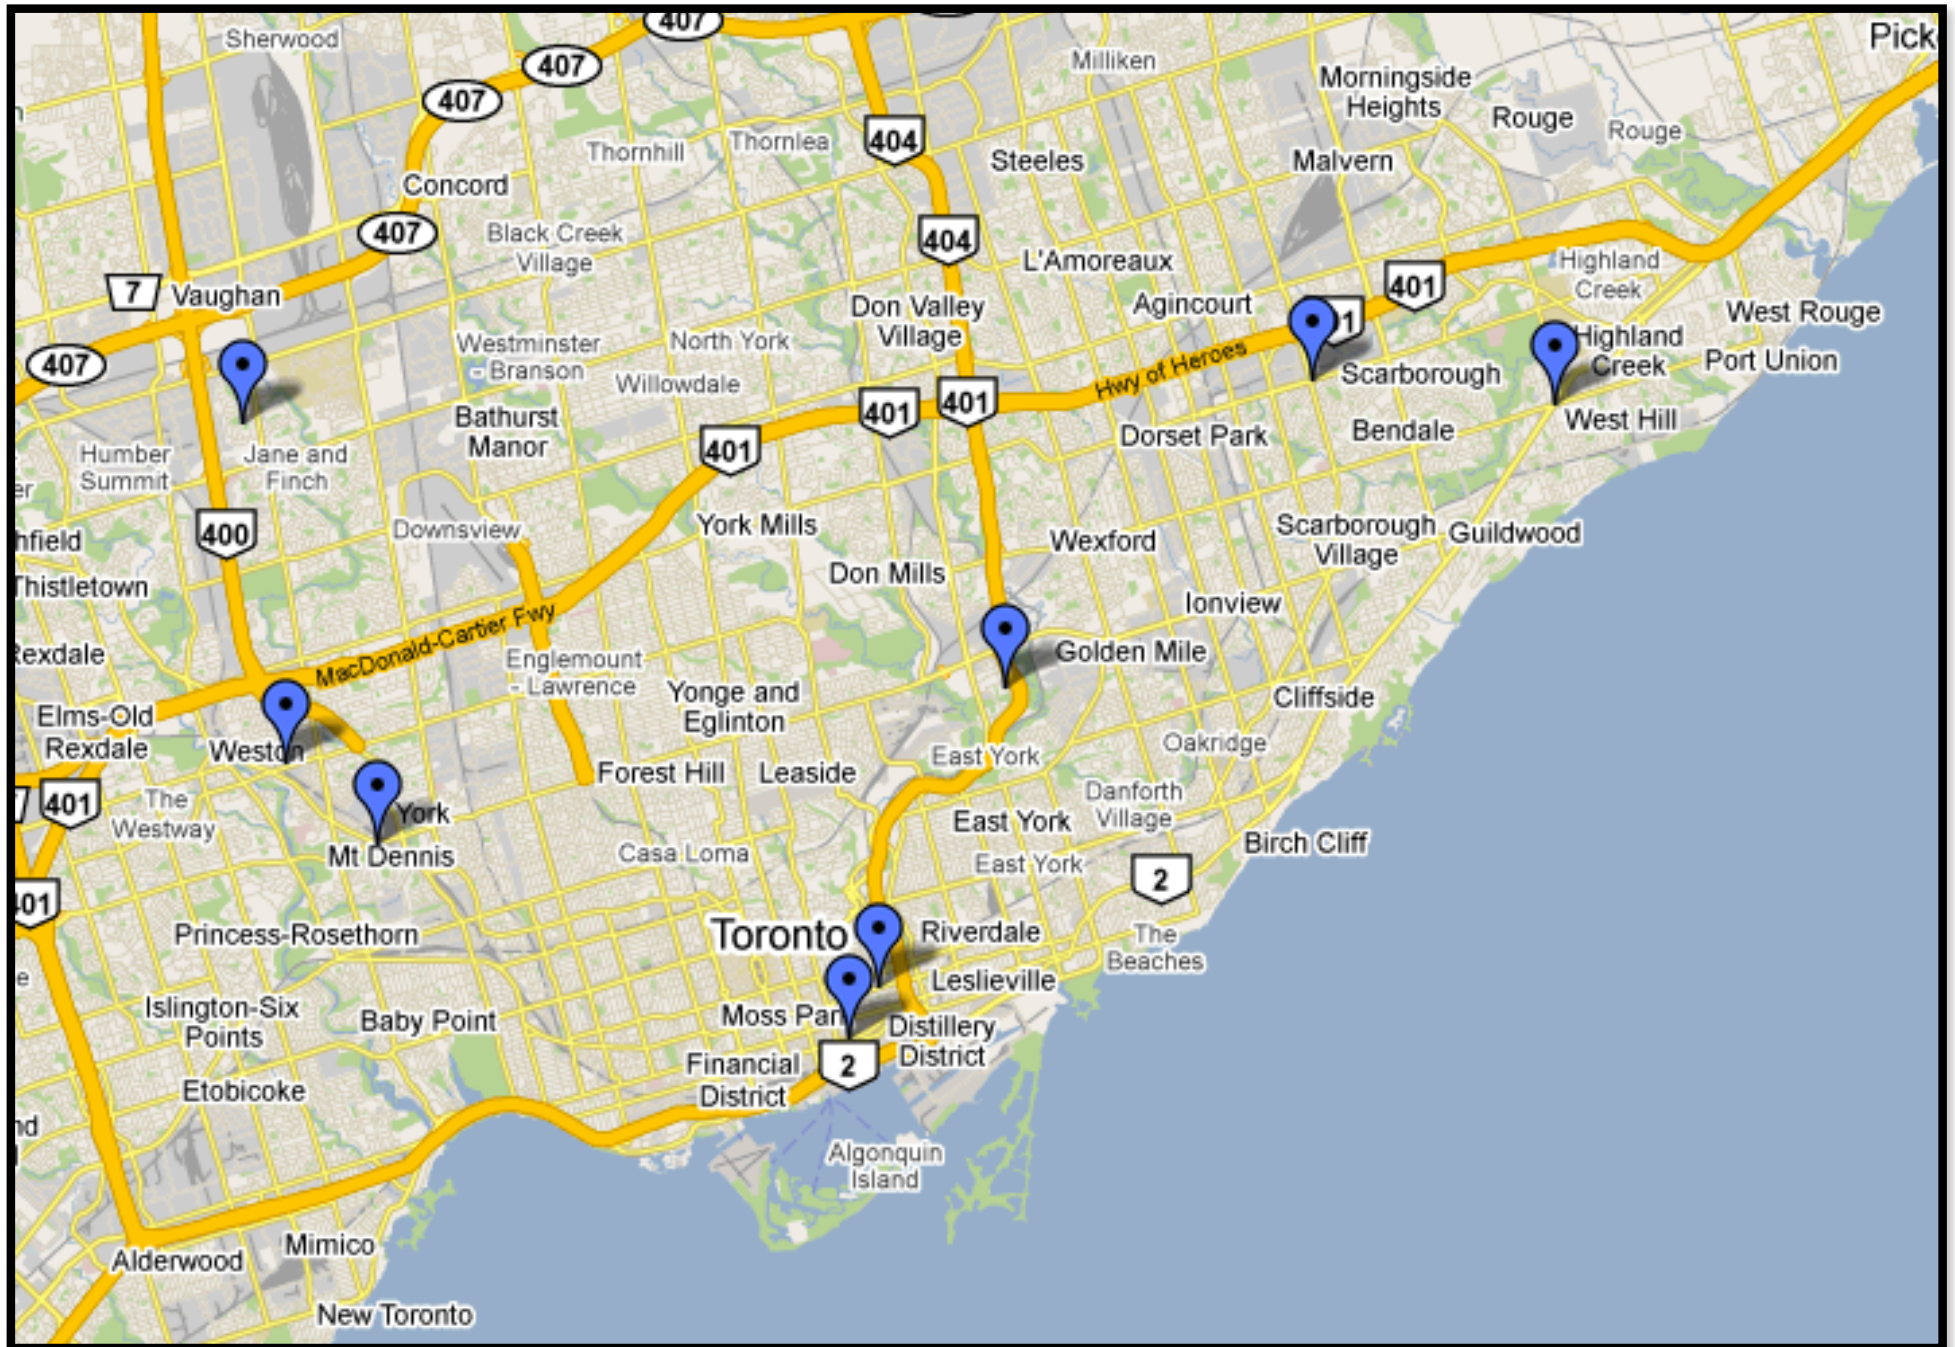 407
Pick
Sherwood
407
Milliken
Morningside
Heights
407
Rouge
Rouge
404
Thornlea
Thornhill
Steeles
Malvern
Concord
407
Black Creek
Village
404
L'Amoreaux
Highland
Creek
401
7
Vaughan
Don Valley
Village
Agincourt
West Rouge
Westminster
- Branson
North York
Highland
Creek
Port Union
407
Willowdale
Hwy of Heroes
Scarborough
401
401
Bathurst
Manor
West Hill
Dorset Park
Bendale
401
Humber
Summit
Jane and
Finch
400
Downsview
York Mills
Scarborough
Village
Guildwood
Wexford
Don Mills
Thistletown
Ionview
MacDonald-Cartier Fwy
Golden Mile
Englemount
- Lawrence
Yonge and
Eglinton
Cliffside
Elms-Old
Rexdale
Weston
East York
Oakridge
Forest Hill
Leaside
401
The
Westway
York
Danforth
Village
East York
Birch Cliff
Mt Dennis
Casa Loma
East York
2
401
Princess-Rosethorn
Toronto
Riverdale
The
Beaches
Leslieville
Islington-Six
Points
Baby Point
Moss Par
Distillery
District
Financial
District
2
Etobicoke
Algonquin
Island
Mimico
Alderwood
New Toronto